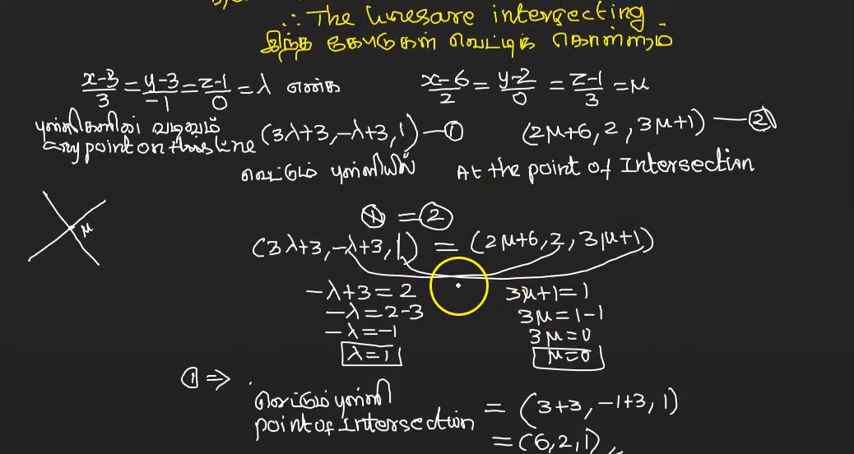 ∴ The lines are intersecting
இந்த கோடுகள் வெட்டிக் கொள்ளும்
x-3/3 = y-3/-1 = z-1/0 = λ என்க
x-6/2 = y-2/0 = z-1/3 = μ
புள்ளிகளின் வடிவம்
any point on this line (3λ+3, -λ+3, 1) — ①
(2μ+6, 2, 3μ+1) — ②
வெட்டும் புள்ளியில் At the point of Intersection
μ
① = ②
(3λ+3, -λ+3, 1) = (2μ+6, 2, 3μ+1)
-λ+3 = 2
-λ = 2-3
-λ = -1
λ = 1
3μ+1 = 1
3μ = 1-1
3μ = 0
μ = 0
① ⇒
வெட்டும் புள்ளி
point of Intersection = (3+3, -1+3, 1)
= (6, 2, 1)